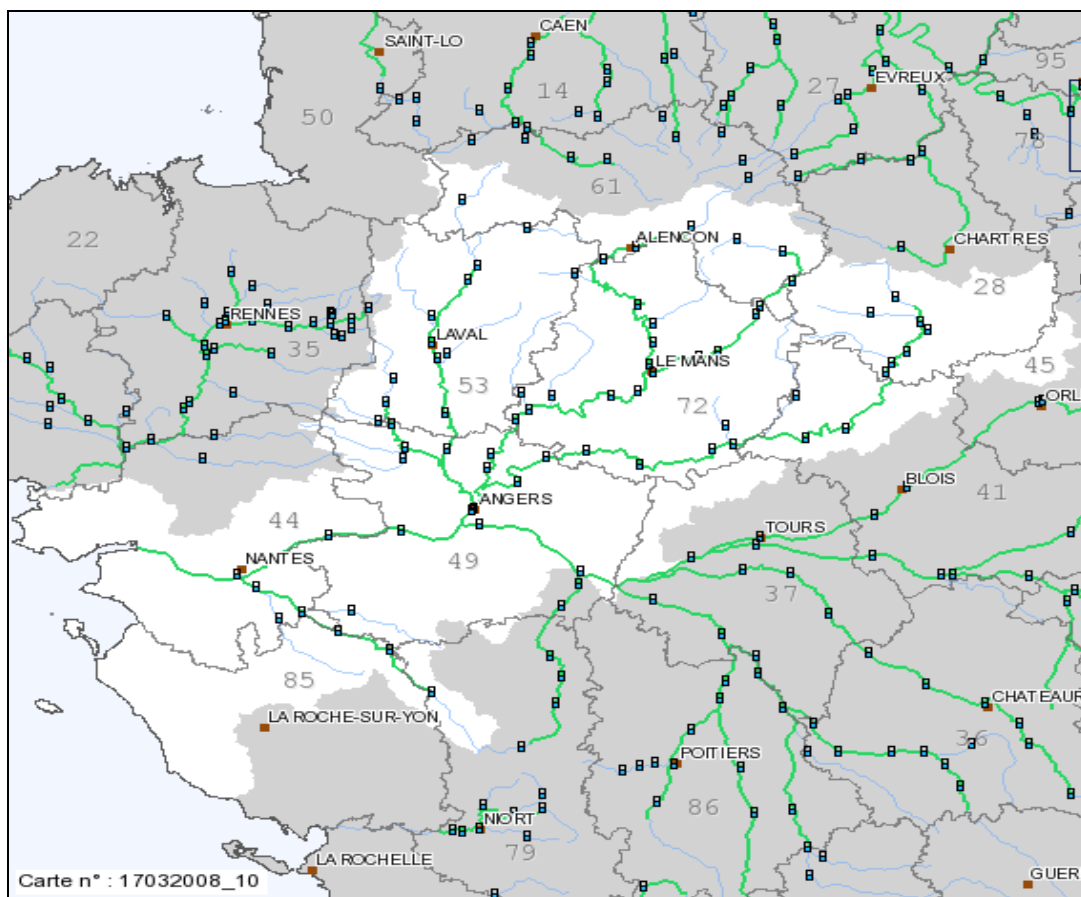 CAEN
SAINT-LO
95
EVREUX
27
14
50
78
61
22
ALENCON
CHARTRES
28
RENNES
LAVAL
35
LE MANS
45
53
72
ORL
BLOIS
41
ANGERS
44
TOURS
NANTES
49
37
85
CHATEAUR
LA ROCHE-SUR-YON
36
POITIERS
86
NIORT
79
LA ROCHELLE
GUER
Carte n° : 17032008_10